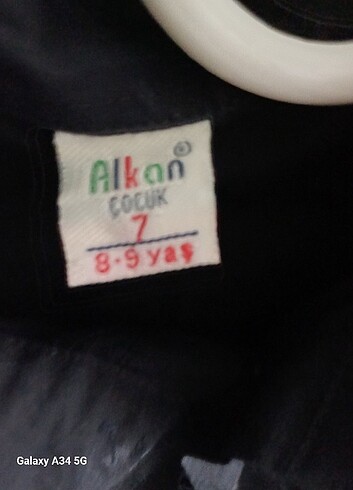 Alkan
ÇOCUK
7
8-9 yaş
Galaxy A34 5G